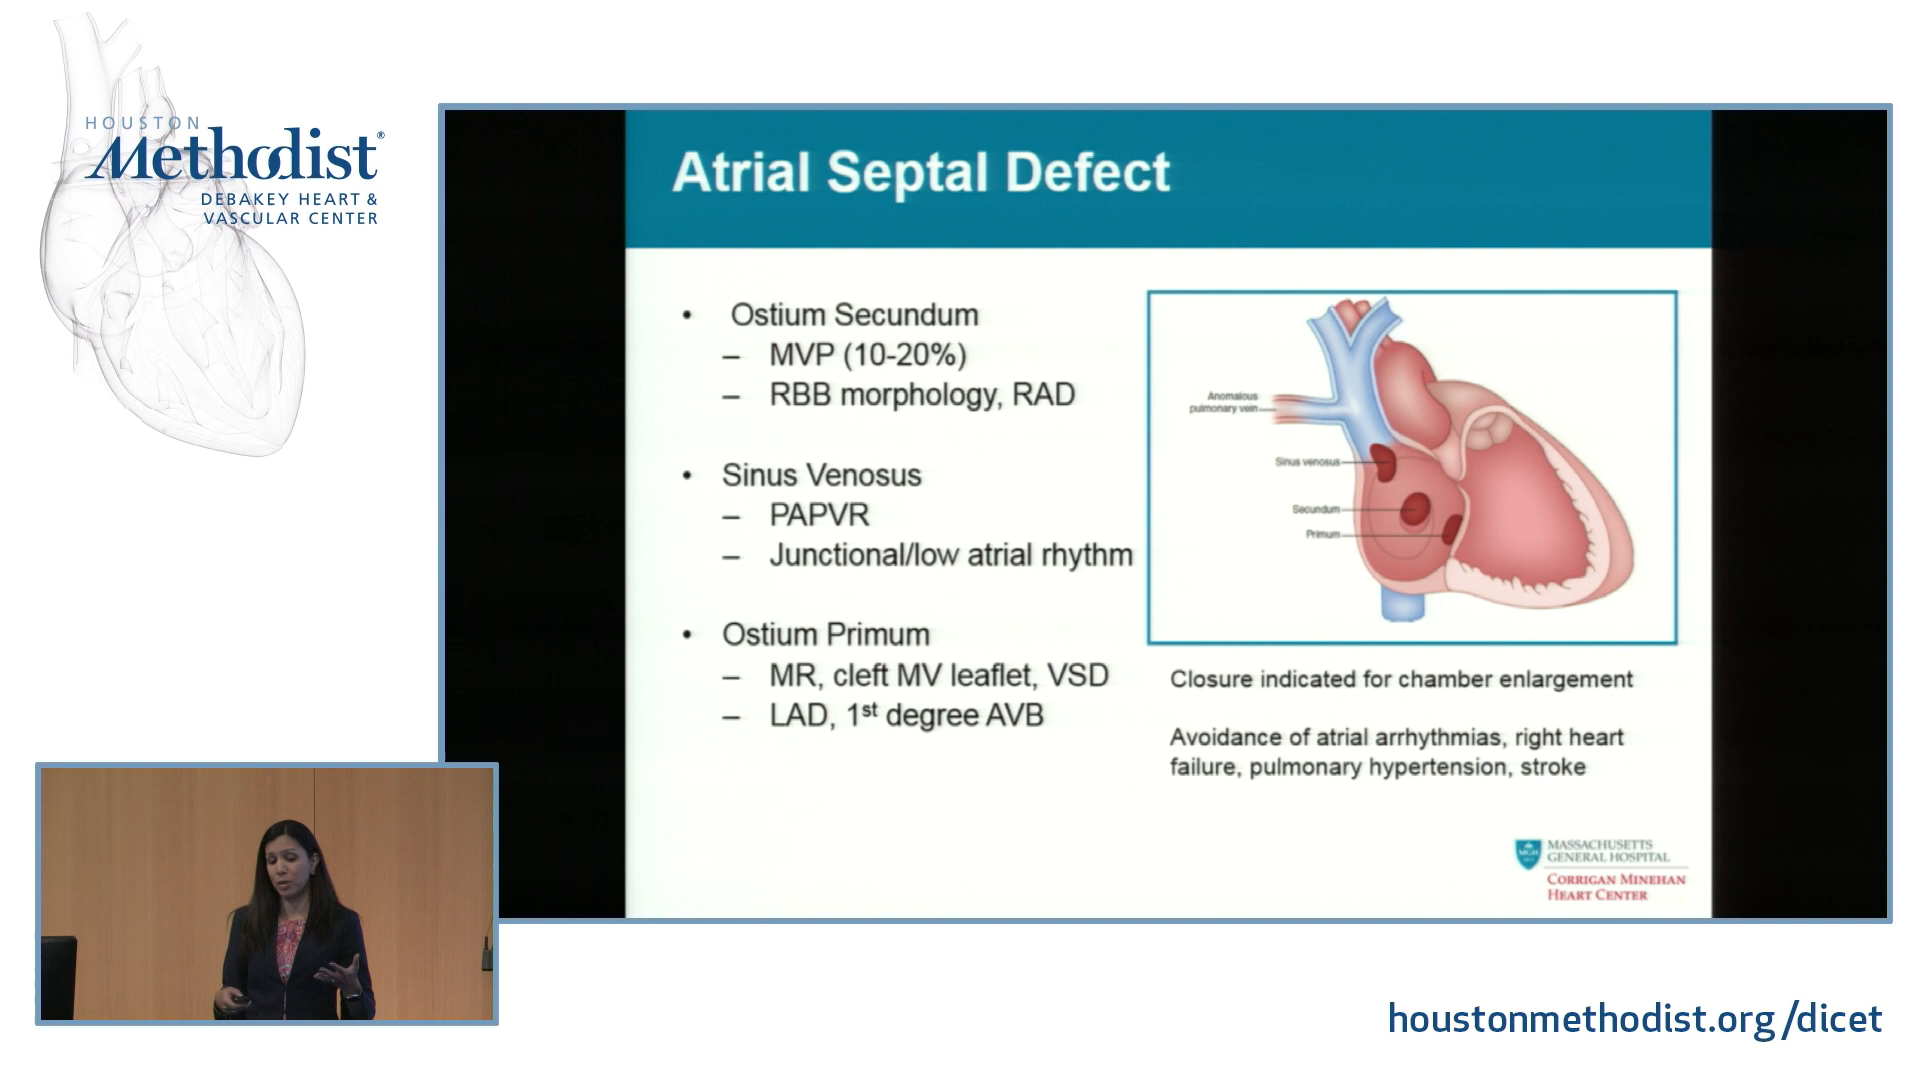 HOUSTON
Methodist®
DEBAKEY HEART &
VASCULAR CENTER
Atrial Septal Defect
• Ostium Secundum
– MVP (10-20%)
– RBB morphology, RAD
• Sinus Venosus
– PAPVR
– Junctional/low atrial rhythm
• Ostium Primum
– MR, cleft MV leaflet, VSD
– LAD, 1st degree AVB
Anomalous
pulmonary vein
Sinus venosus
Secundum
Primum
Closure indicated for chamber enlargement
Avoidance of atrial arrhythmias, right heart
failure, pulmonary hypertension, stroke
MGH
MASSACHUSETTS
GENERAL HOSPITAL
CORRIGAN MINEHAN
HEART CENTER
houstonmethodist.org/dicet